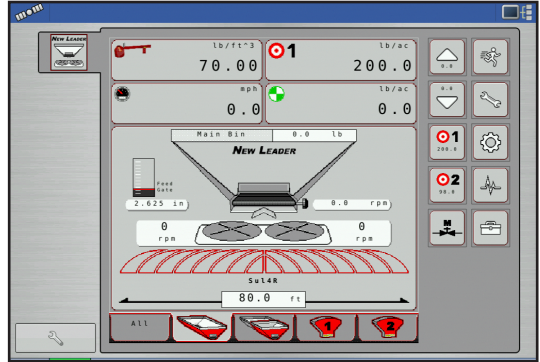 NEW LEADER
lb/ft^3
70.00
1
lb/ac
200.0
mph
0.0
lb/ac
0.0
0.0
0.0
1
200.0
2
90.0
M
Main Bin
0.0 lb
NEW LEADER
Feed
Gate
2.625 in
0.0 rpm
0
rpm
0
rpm
Sul4R
80.0 ft
All
1
2